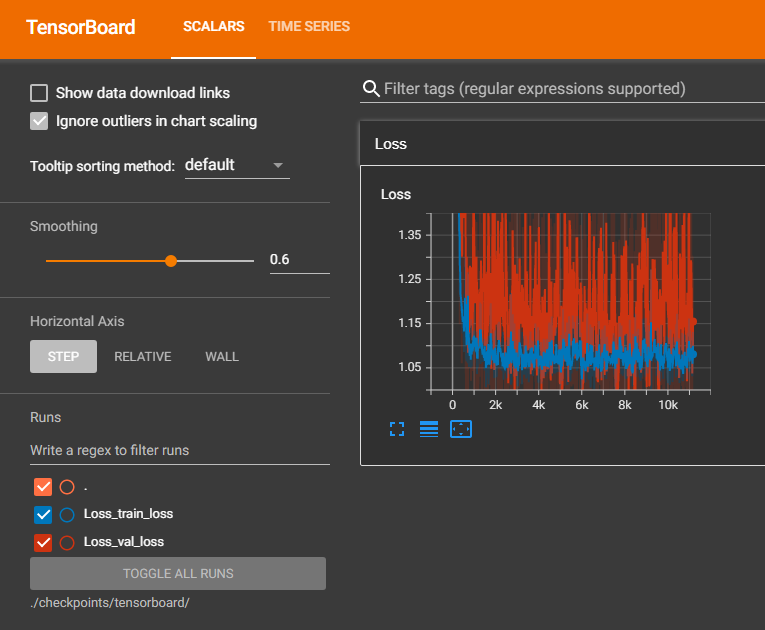 TensorBoard SCALARS TIME SERIES
Show data download links
Ignore outliers in chart scaling
Tooltip sorting method: default
Smoothing
0.6
Horizontal Axis
STEP RELATIVE WALL
Runs
Write a regex to filter runs
.
Loss_train_loss
Loss_val_loss
TOGGLE ALL RUNS
./checkpoints/tensorboard/
Filter tags (regular expressions supported)
Loss
Loss
1.35
1.25
1.15
1.05
0 2k 4k 6k 8k 10k